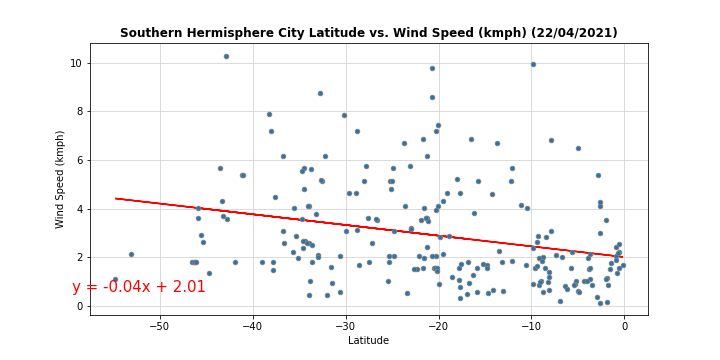 Southern Hermisphere City Latitude vs. Wind Speed (kmph) (22/04/2021)
10
8
6
4
2
0
Wind Speed (kmph)
y = -0.04x + 2.01
−50 −40 −30 −20 −10 0
Latitude